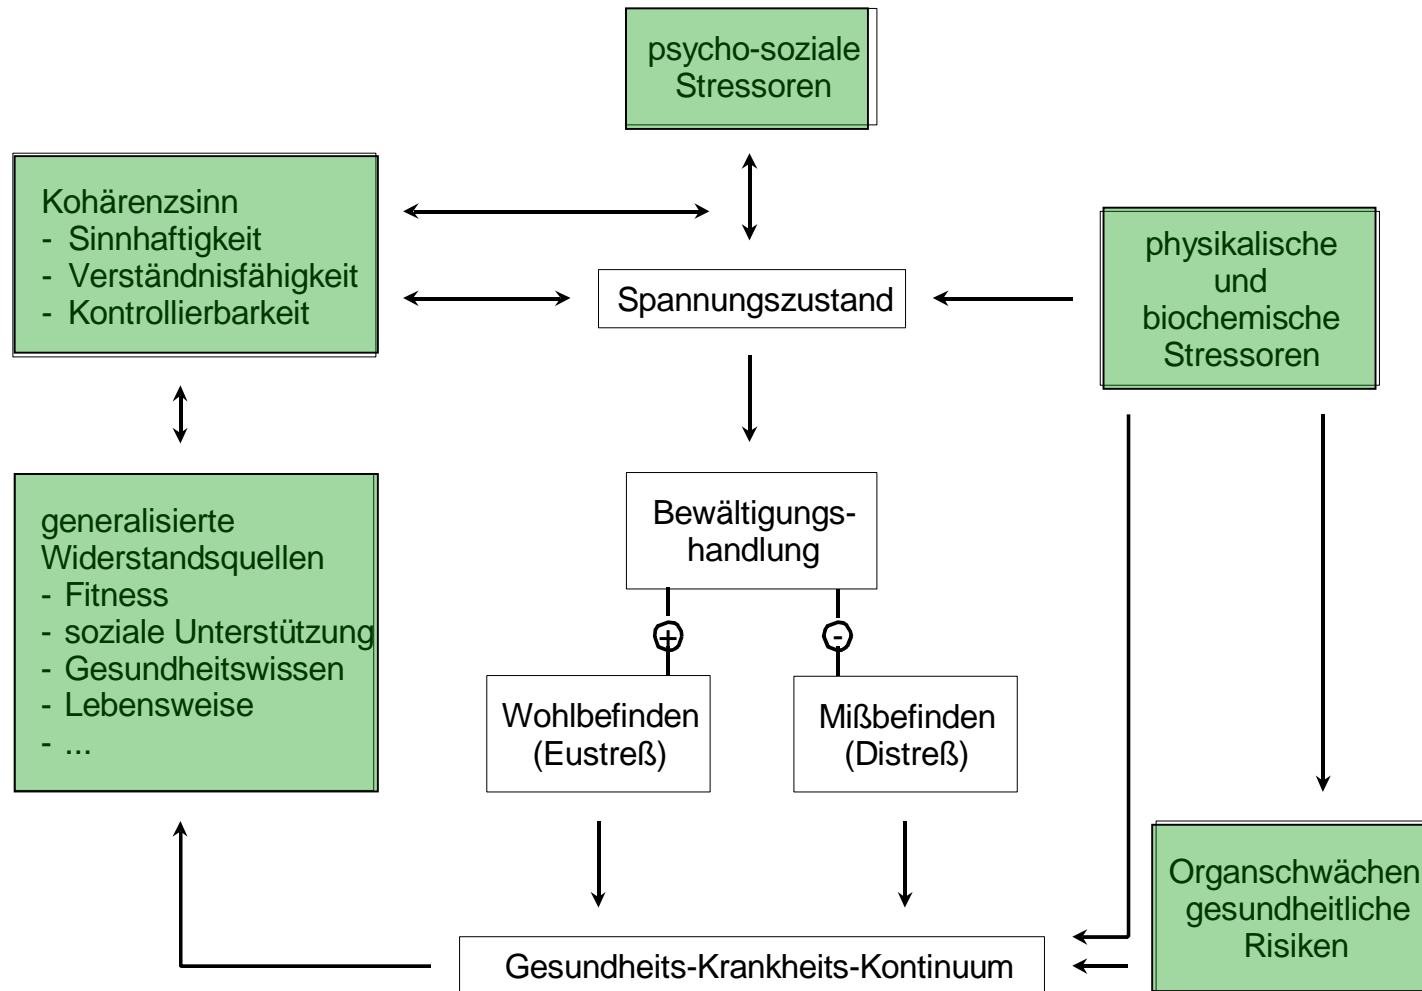 psycho-soziale
Stressoren
Kohärenzsinn
- Sinnhaftigkeit
- Verständnisfähigkeit
- Kontrollierbarkeit
Spannungszustand
physikalische
und
biochemische
Stressoren
generalisierte
Widerstandsquellen
- Fitness
- soziale Unterstützung
- Gesundheitswissen
- Lebensweise
- ...
Bewältigungs-
handlung
+
-
Wohlbefinden
(Eustreß)
Mißbefinden
(Distreß)
Organschwächen
gesundheitliche
Risiken
Gesundheits-Krankheits-Kontinuum